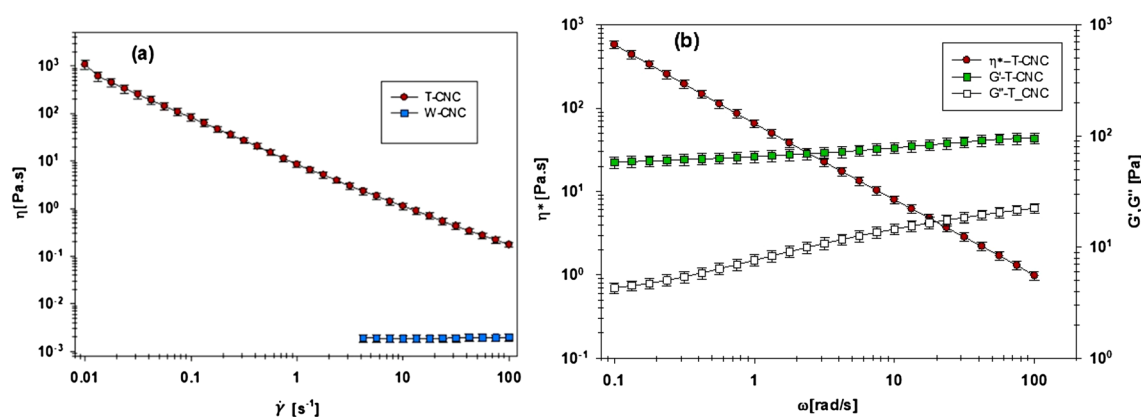 (a)
η[Pa.s]
10³
10²
10¹
10⁰
10⁻¹
10⁻²
10⁻³
T-CNC
W-CNC
0.01
0.1
1
10
100
γ̇ [s⁻¹]
(b)
η* [Pa.s]
10³
10²
10¹
10⁰
10⁻¹
η*–T-CNC
G'-T-CNC
G"-T_CNC
10³
10²
10¹
10⁰
G',G" [Pa]
0.1
1
10
100
ω[rad/s]